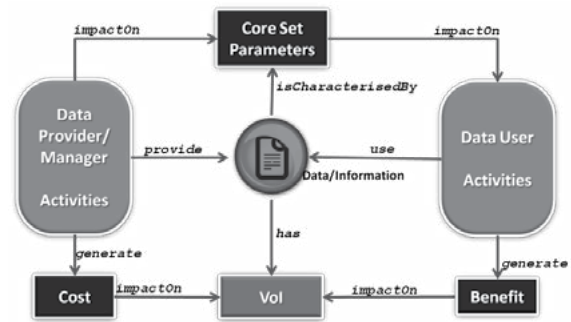 impactOn
Core Set
Parameters
impactOn
isCharacterisedBy
Data
Provider/
Manager
Activities
provide
Data/Information
use
Data User
Activities
has
generate
generate
Cost
impactOn
VoI
impactOn
Benefit